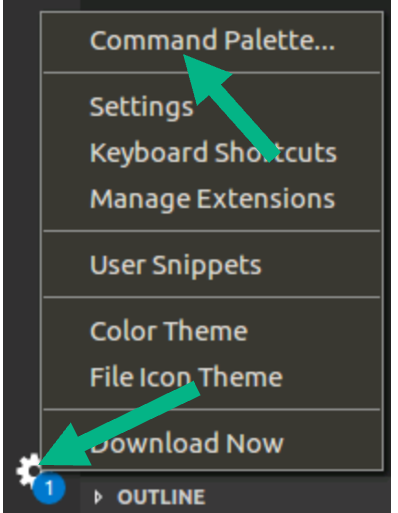 Command Palette...
Settings
Keyboard Shortcuts
Manage Extensions
User Snippets
Color Theme
File Icon Theme
Download Now
1
OUTLINE